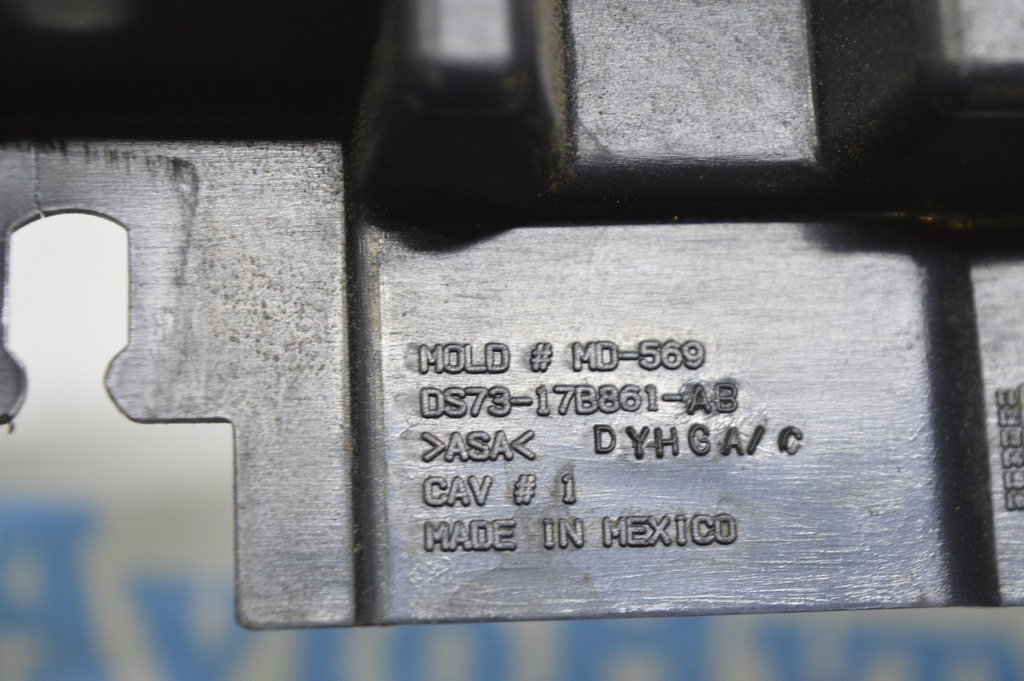 MOLD # MD-569
DS73-17B861-AB
>ASA< DYHGA/C
CAV # 1
MADE IN MEXICO